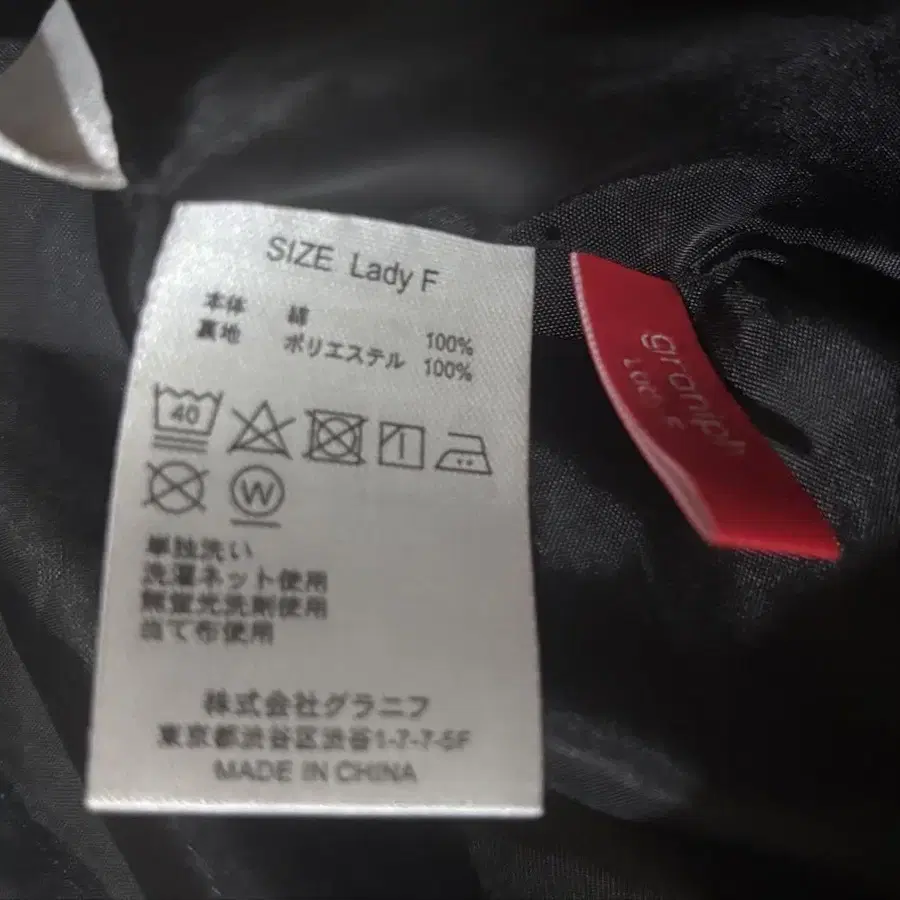 SIZE Lady F
本体 綿 100%
裏地 ポリエステル 100%
40
W
単独洗い
洗濯ネット使用
無蛍光洗剤使用
当て布使用
株式会社グラニフ
東京都渋谷区渋谷1-7-7-5F
MADE IN CHINA
graniph